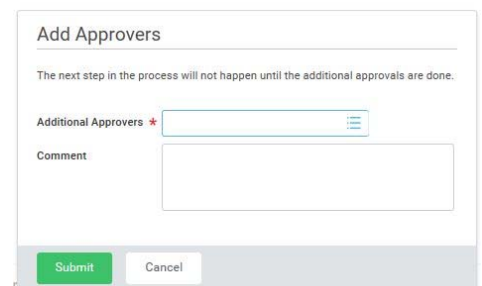 Add Approvers
The next step in the process will not happen until the additional approvals are done.
Additional Approvers *
Comment
Submit Cancel